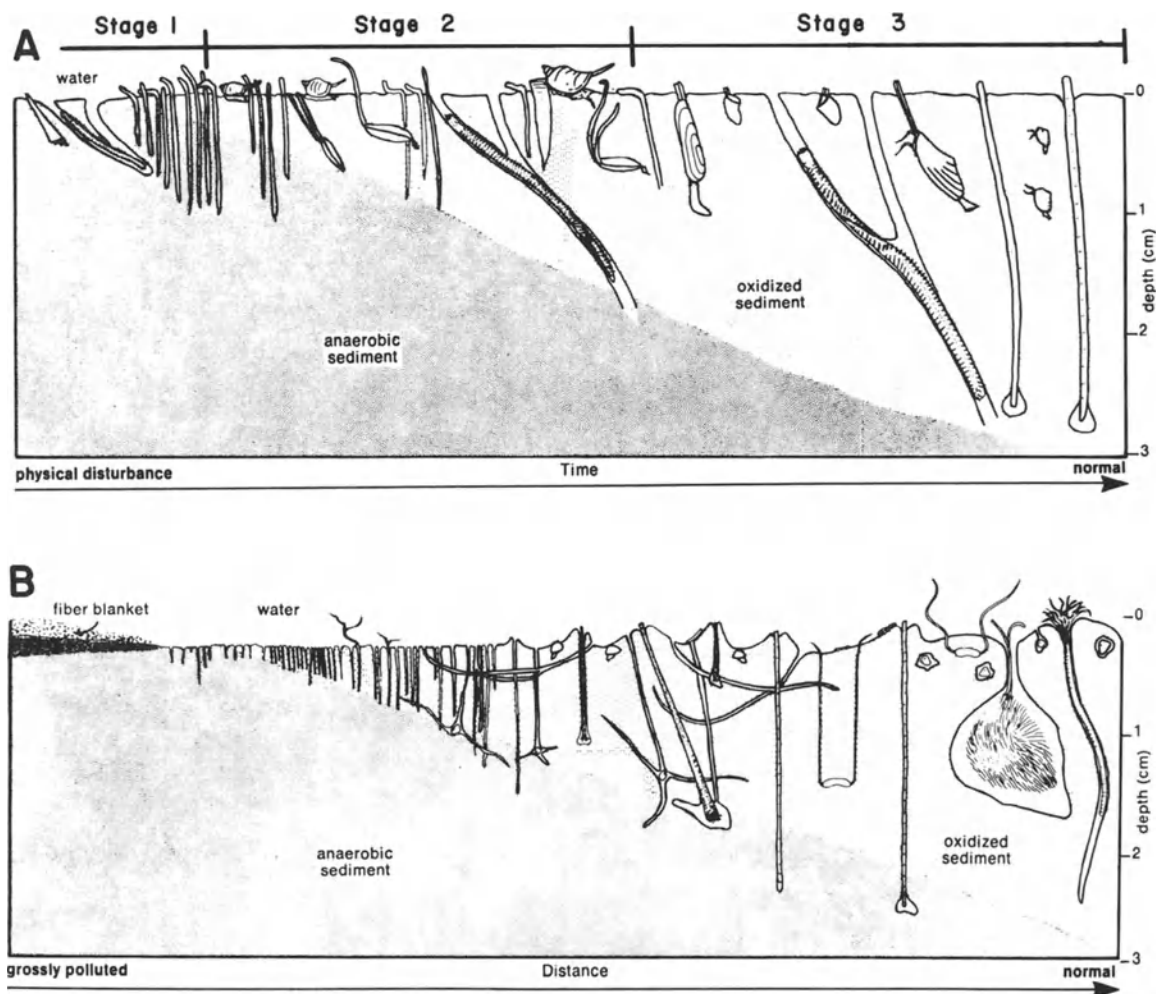 Stage 1 Stage 2 Stage 3
A
water
0
oxidized
sediment
anaerobic
sediment
1
2
3
depth (cm)
physical disturbance Time normal
B
fiber blanket water
0
1
2
3
depth (cm)
anaerobic
sediment
oxidized
sediment
grossly polluted Distance normal